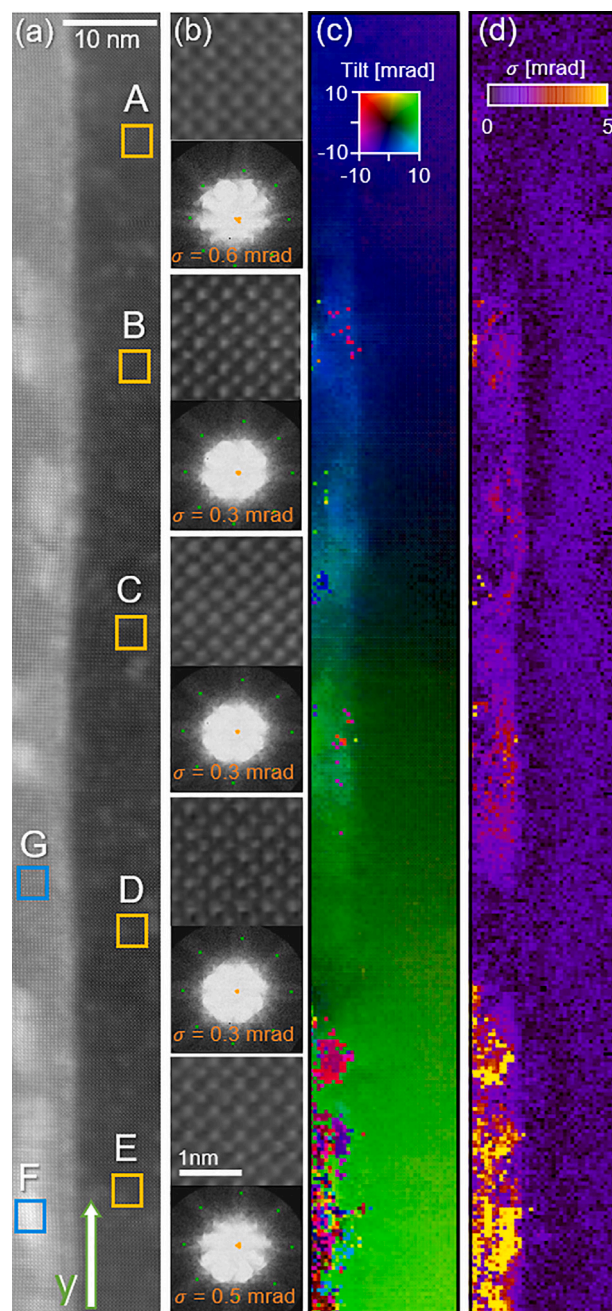 (a)
10 nm
A
B
C
G
D
F
E
y
(b)
σ = 0.6 mrad
σ = 0.3 mrad
σ = 0.3 mrad
σ = 0.3 mrad
1nm
σ = 0.5 mrad
(c)
Tilt [mrad]
10
-10
-10 10
(d)
σ [mrad]
0 5